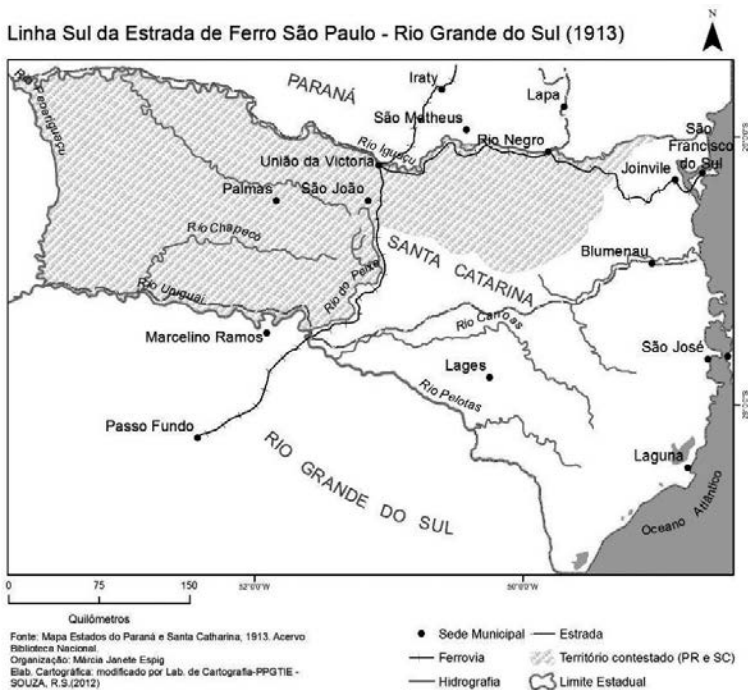 Linha Sul da Estrada de Ferro São Paulo - Rio Grande do Sul (1913)
N
PARANÁ
Iraty
Lapa
São Matheus
Rio Peperiguaçu
Rio Iguaçu
Rio Negro
São
Francisco
do Sul
União da Victoria
Joinvile
Palmas
São João
Rio Chapecó
SANTA CATARINA
Blumenau
Rio do Peixe
Rio Uruguai
Marcelino Ramos
Rio Canoas
São José
Lages
Rio Pelotas
Passo Fundo
RIO GRANDE DO SUL
Laguna
Oceano Atlântico
0 75 150
Quilómetros
Fonte: Mapa Estados do Paraná e Santa Catharina, 1913. Acervo
Biblioteca Nacional.
Organização: Márcia Janete Espig
Elab. Cartográfica: modificado por Lab. de Cartografia-PPGTIE -
SOUZA, R.S.(2012)
Sede Municipal
Estrada
Ferrovia
Território contestado (PR e SC)
Hidrografia
Limite Estadual